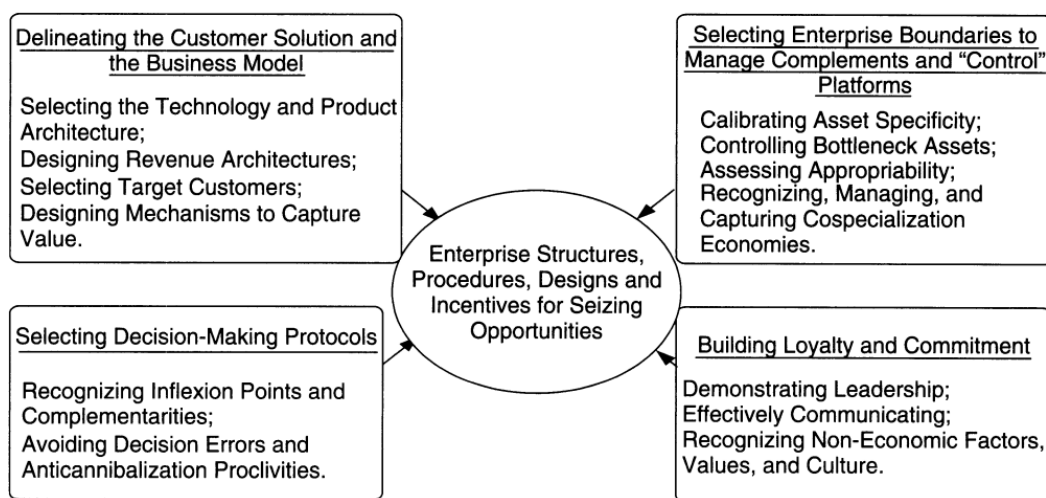 Delineating the Customer Solution and
the Business Model
Selecting the Technology and Product
Architecture;
Designing Revenue Architectures;
Selecting Target Customers;
Designing Mechanisms to Capture
Value.
Selecting Enterprise Boundaries to
Manage Complements and “Control”
Platforms
Calibrating Asset Specificity;
Controlling Bottleneck Assets;
Assessing Appropriability;
Recognizing, Managing, and
Capturing Cospecialization
Economies.
Enterprise Structures,
Procedures, Designs and
Incentives for Seizing
Opportunities
Selecting Decision-Making Protocols
Recognizing Inflexion Points and
Complementarities;
Avoiding Decision Errors and
Anticannibalization Proclivities.
Building Loyalty and Commitment
Demonstrating Leadership;
Effectively Communicating;
Recognizing Non-Economic Factors,
Values, and Culture.